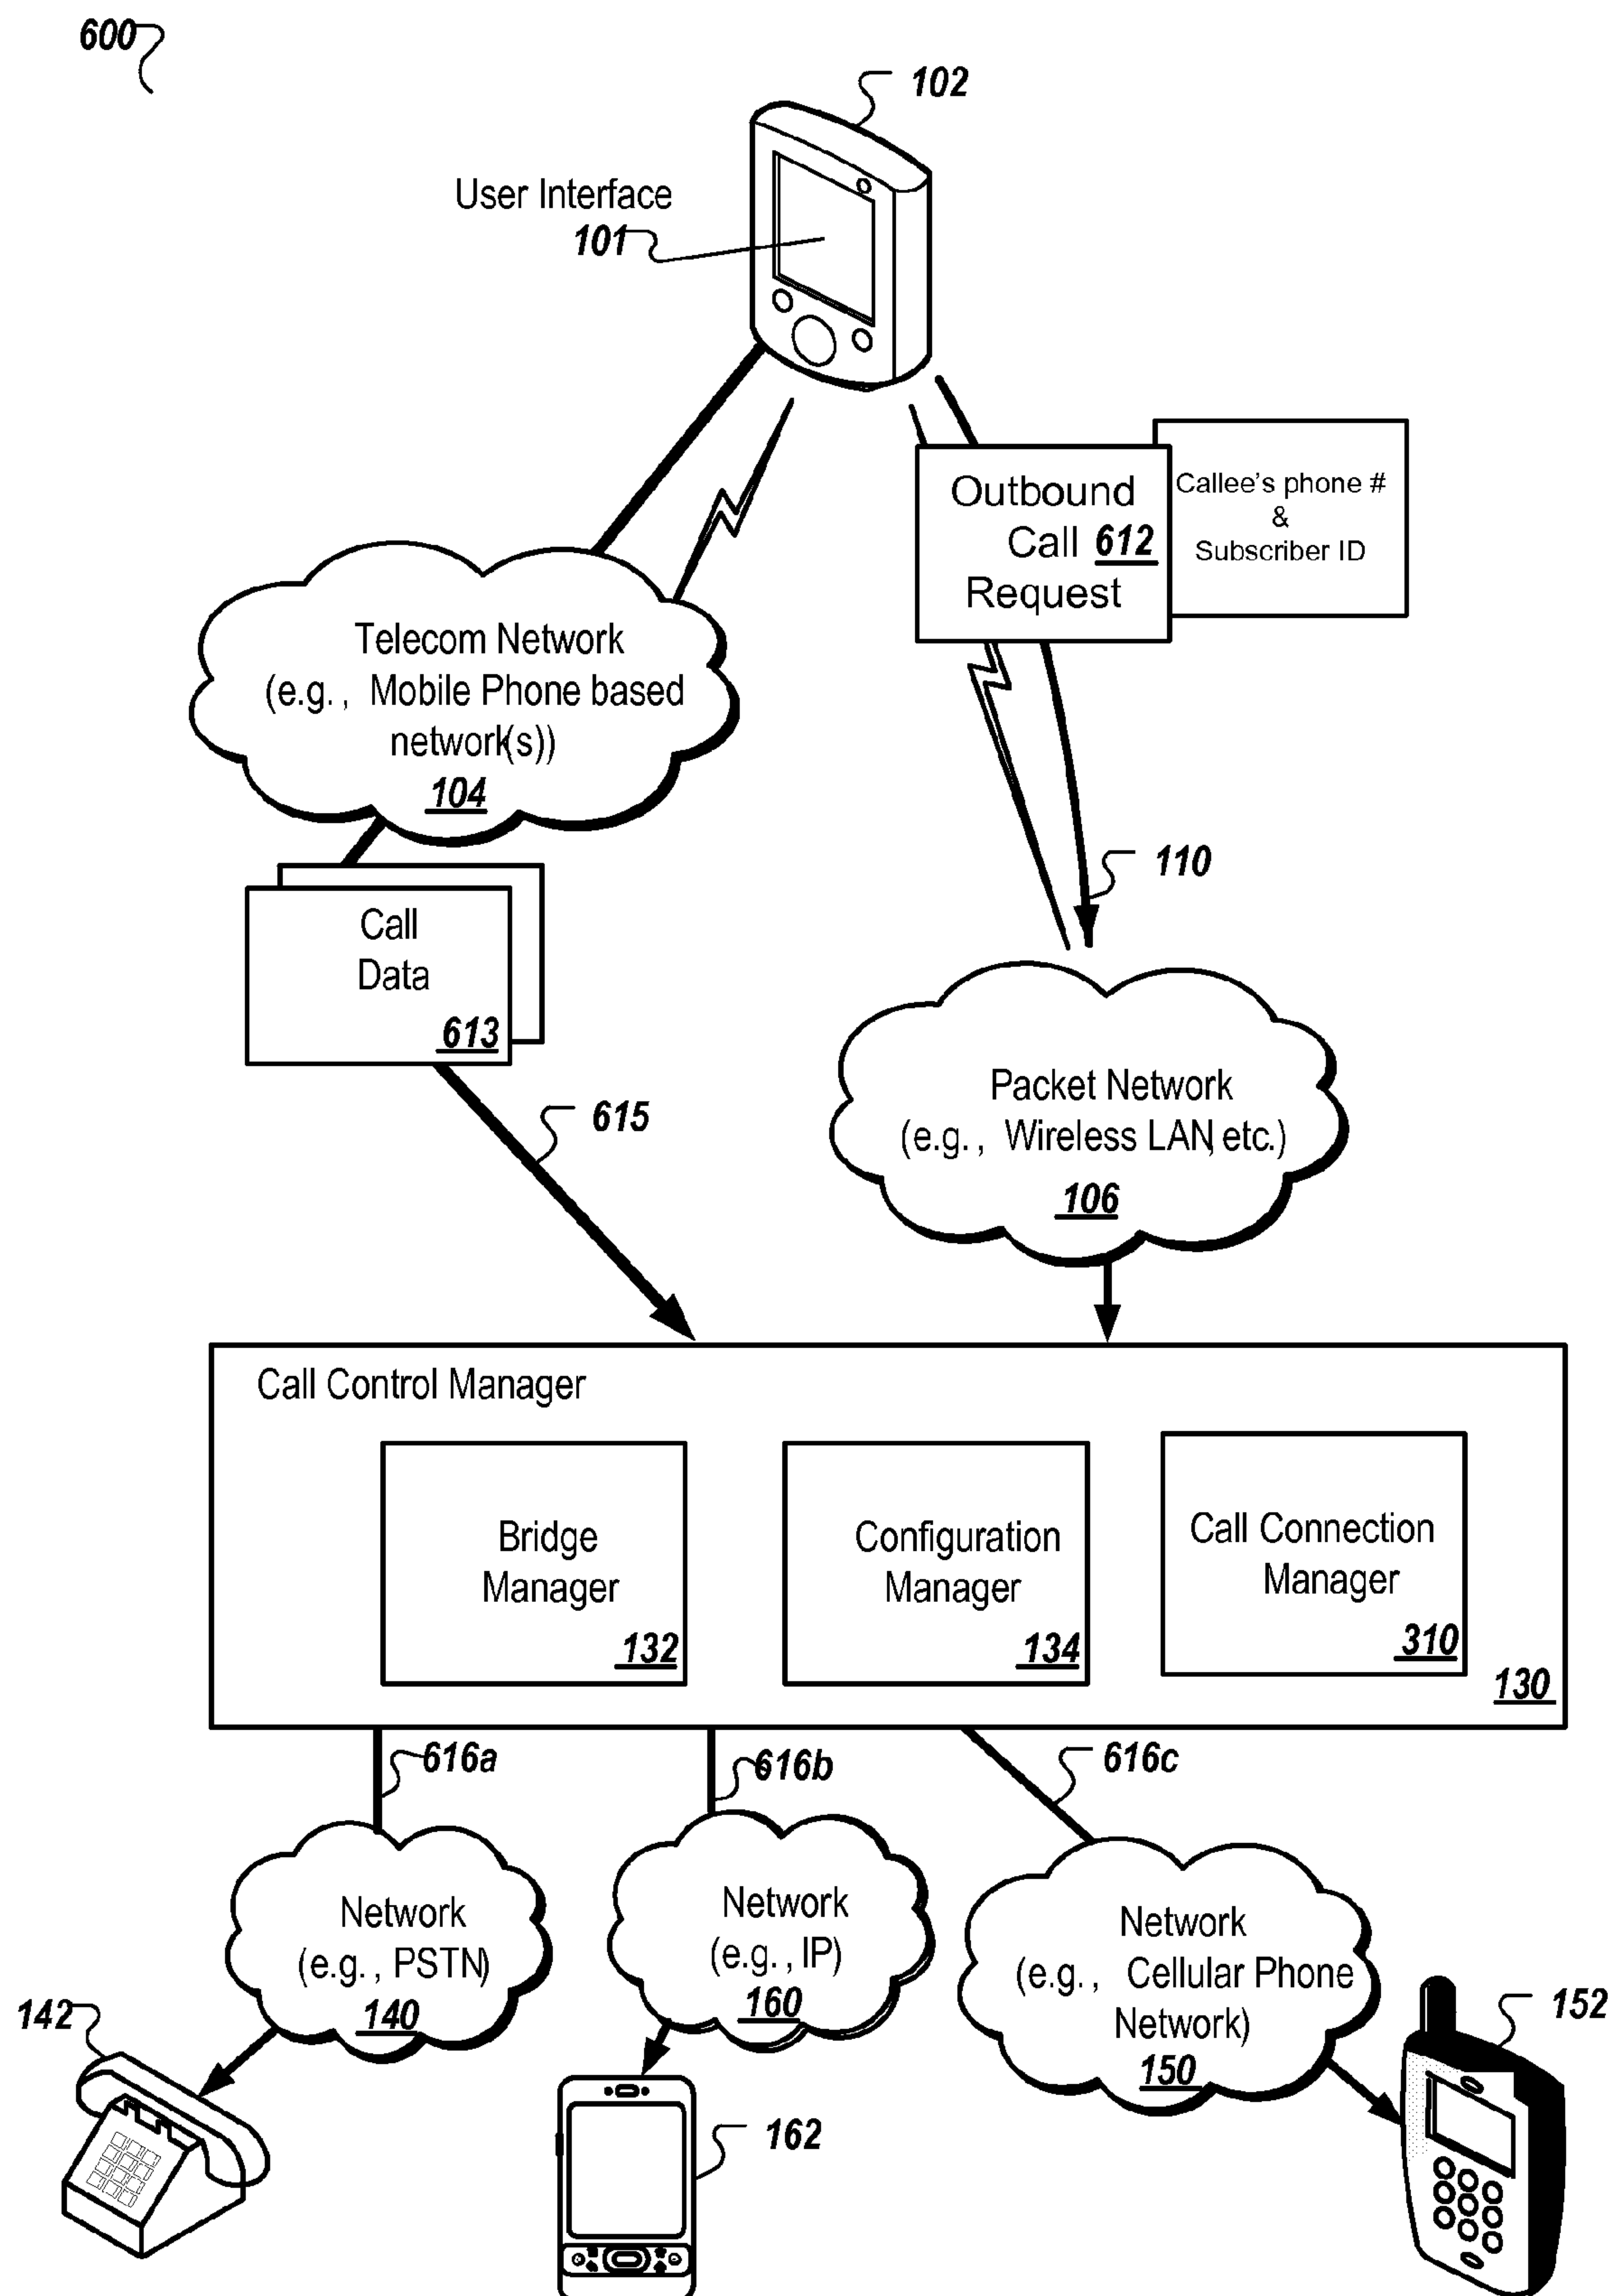 600
102
User Interface
101
Outbound
Call 612
Request
Callee's phone #
&
Subscriber ID
Telecom Network
(e.g., Mobile Phone based
network(s))
104
110
Call
Data
613
615
Packet Network
(e.g., Wireless LAN, etc.)
106
Call Control Manager
Bridge
Manager
132
Configuration
Manager
134
Call Connection
Manager
310
130
616a
616b
616c
Network
(e.g., PSTN)
140
Network
(e.g., IP)
160
Network
(e.g., Cellular Phone
Network)
150
142
162
152